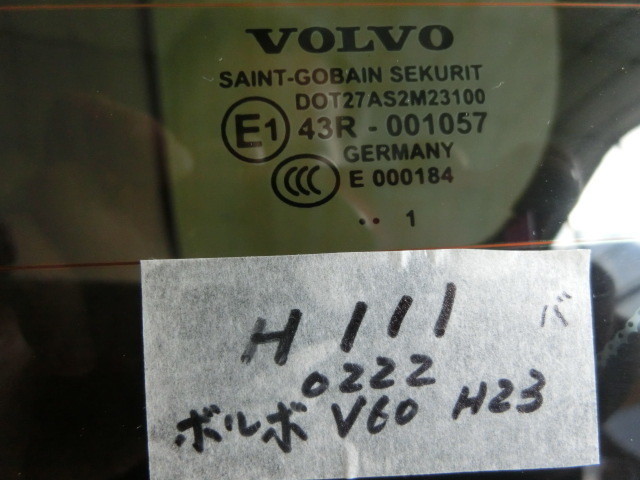 VOLVO
SAINT-GOBAIN SEKURIT
DOT27AS2M23100
E1 43R - 001057
GERMANY
CCC E 000184
•• 1
H 111 バ
0222
ボルボ V60 H23